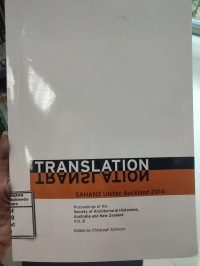 TRANSLATION
TRANSLATION
SAHANZ Unitec Auckland 2014
Proceedings of the
Society of Architectural Historians,
Australia and New Zealand
Vol. 31
Edited by Christoph Schnoor